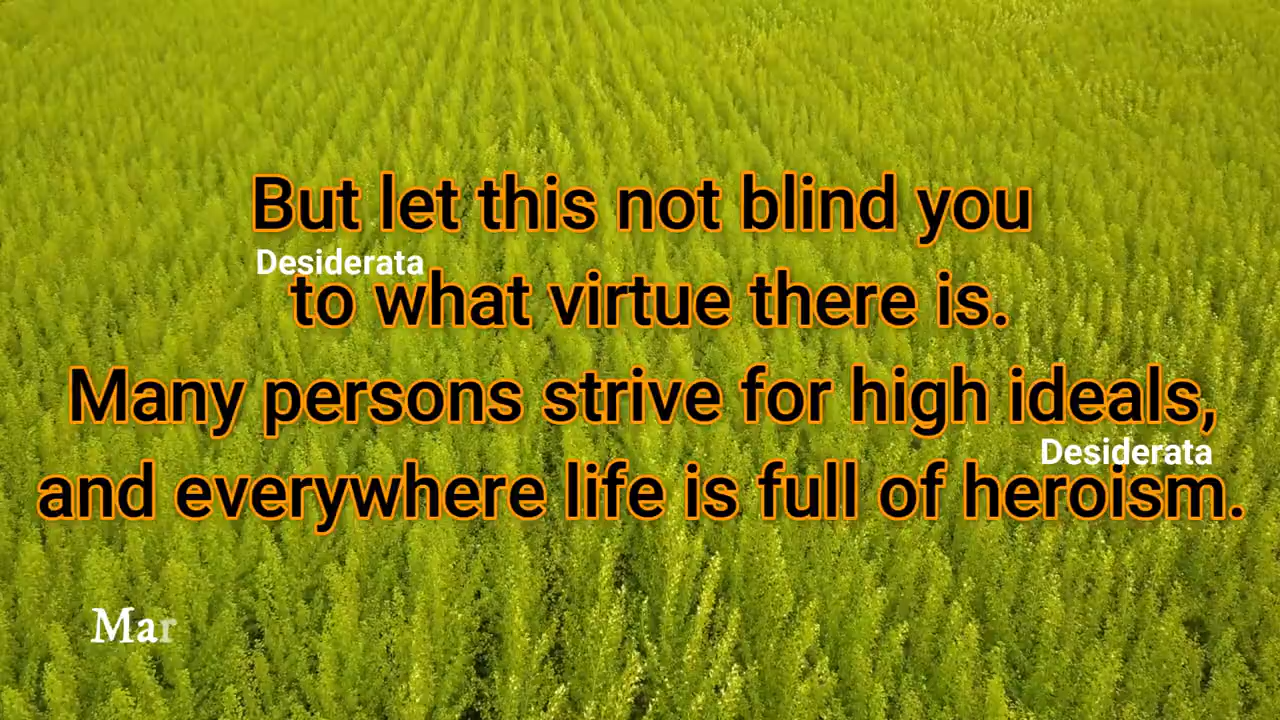 But let this not blind you
Desiderata
to what virtue there is.
Many persons strive for high ideals,
Desiderata
and everywhere life is full of heroism.
Mar